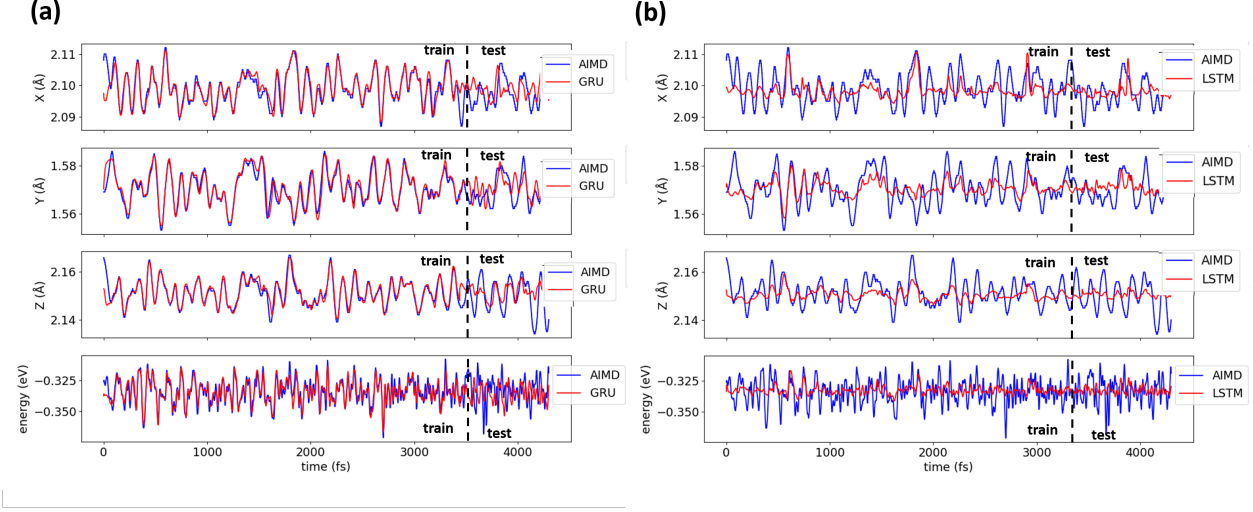 (a)
train test
2.11
2.10
2.09
X (Å)
AIMD
GRU
train test
1.58
1.56
Y (Å)
AIMD
GRU
train test
2.16
2.14
Z (Å)
AIMD
GRU
−0.325
−0.350
energy (eV)
AIMD
GRU
train test
0 1000 2000 3000 4000
time (fs)
(b)
train test
2.11
2.10
2.09
X (Å)
AIMD
LSTM
train test
1.58
1.56
Y (Å)
AIMD
LSTM
train test
2.16
2.14
Z (Å)
AIMD
LSTM
−0.325
−0.350
energy (eV)
AIMD
LSTM
train test
0 1000 2000 3000 4000
time (fs)